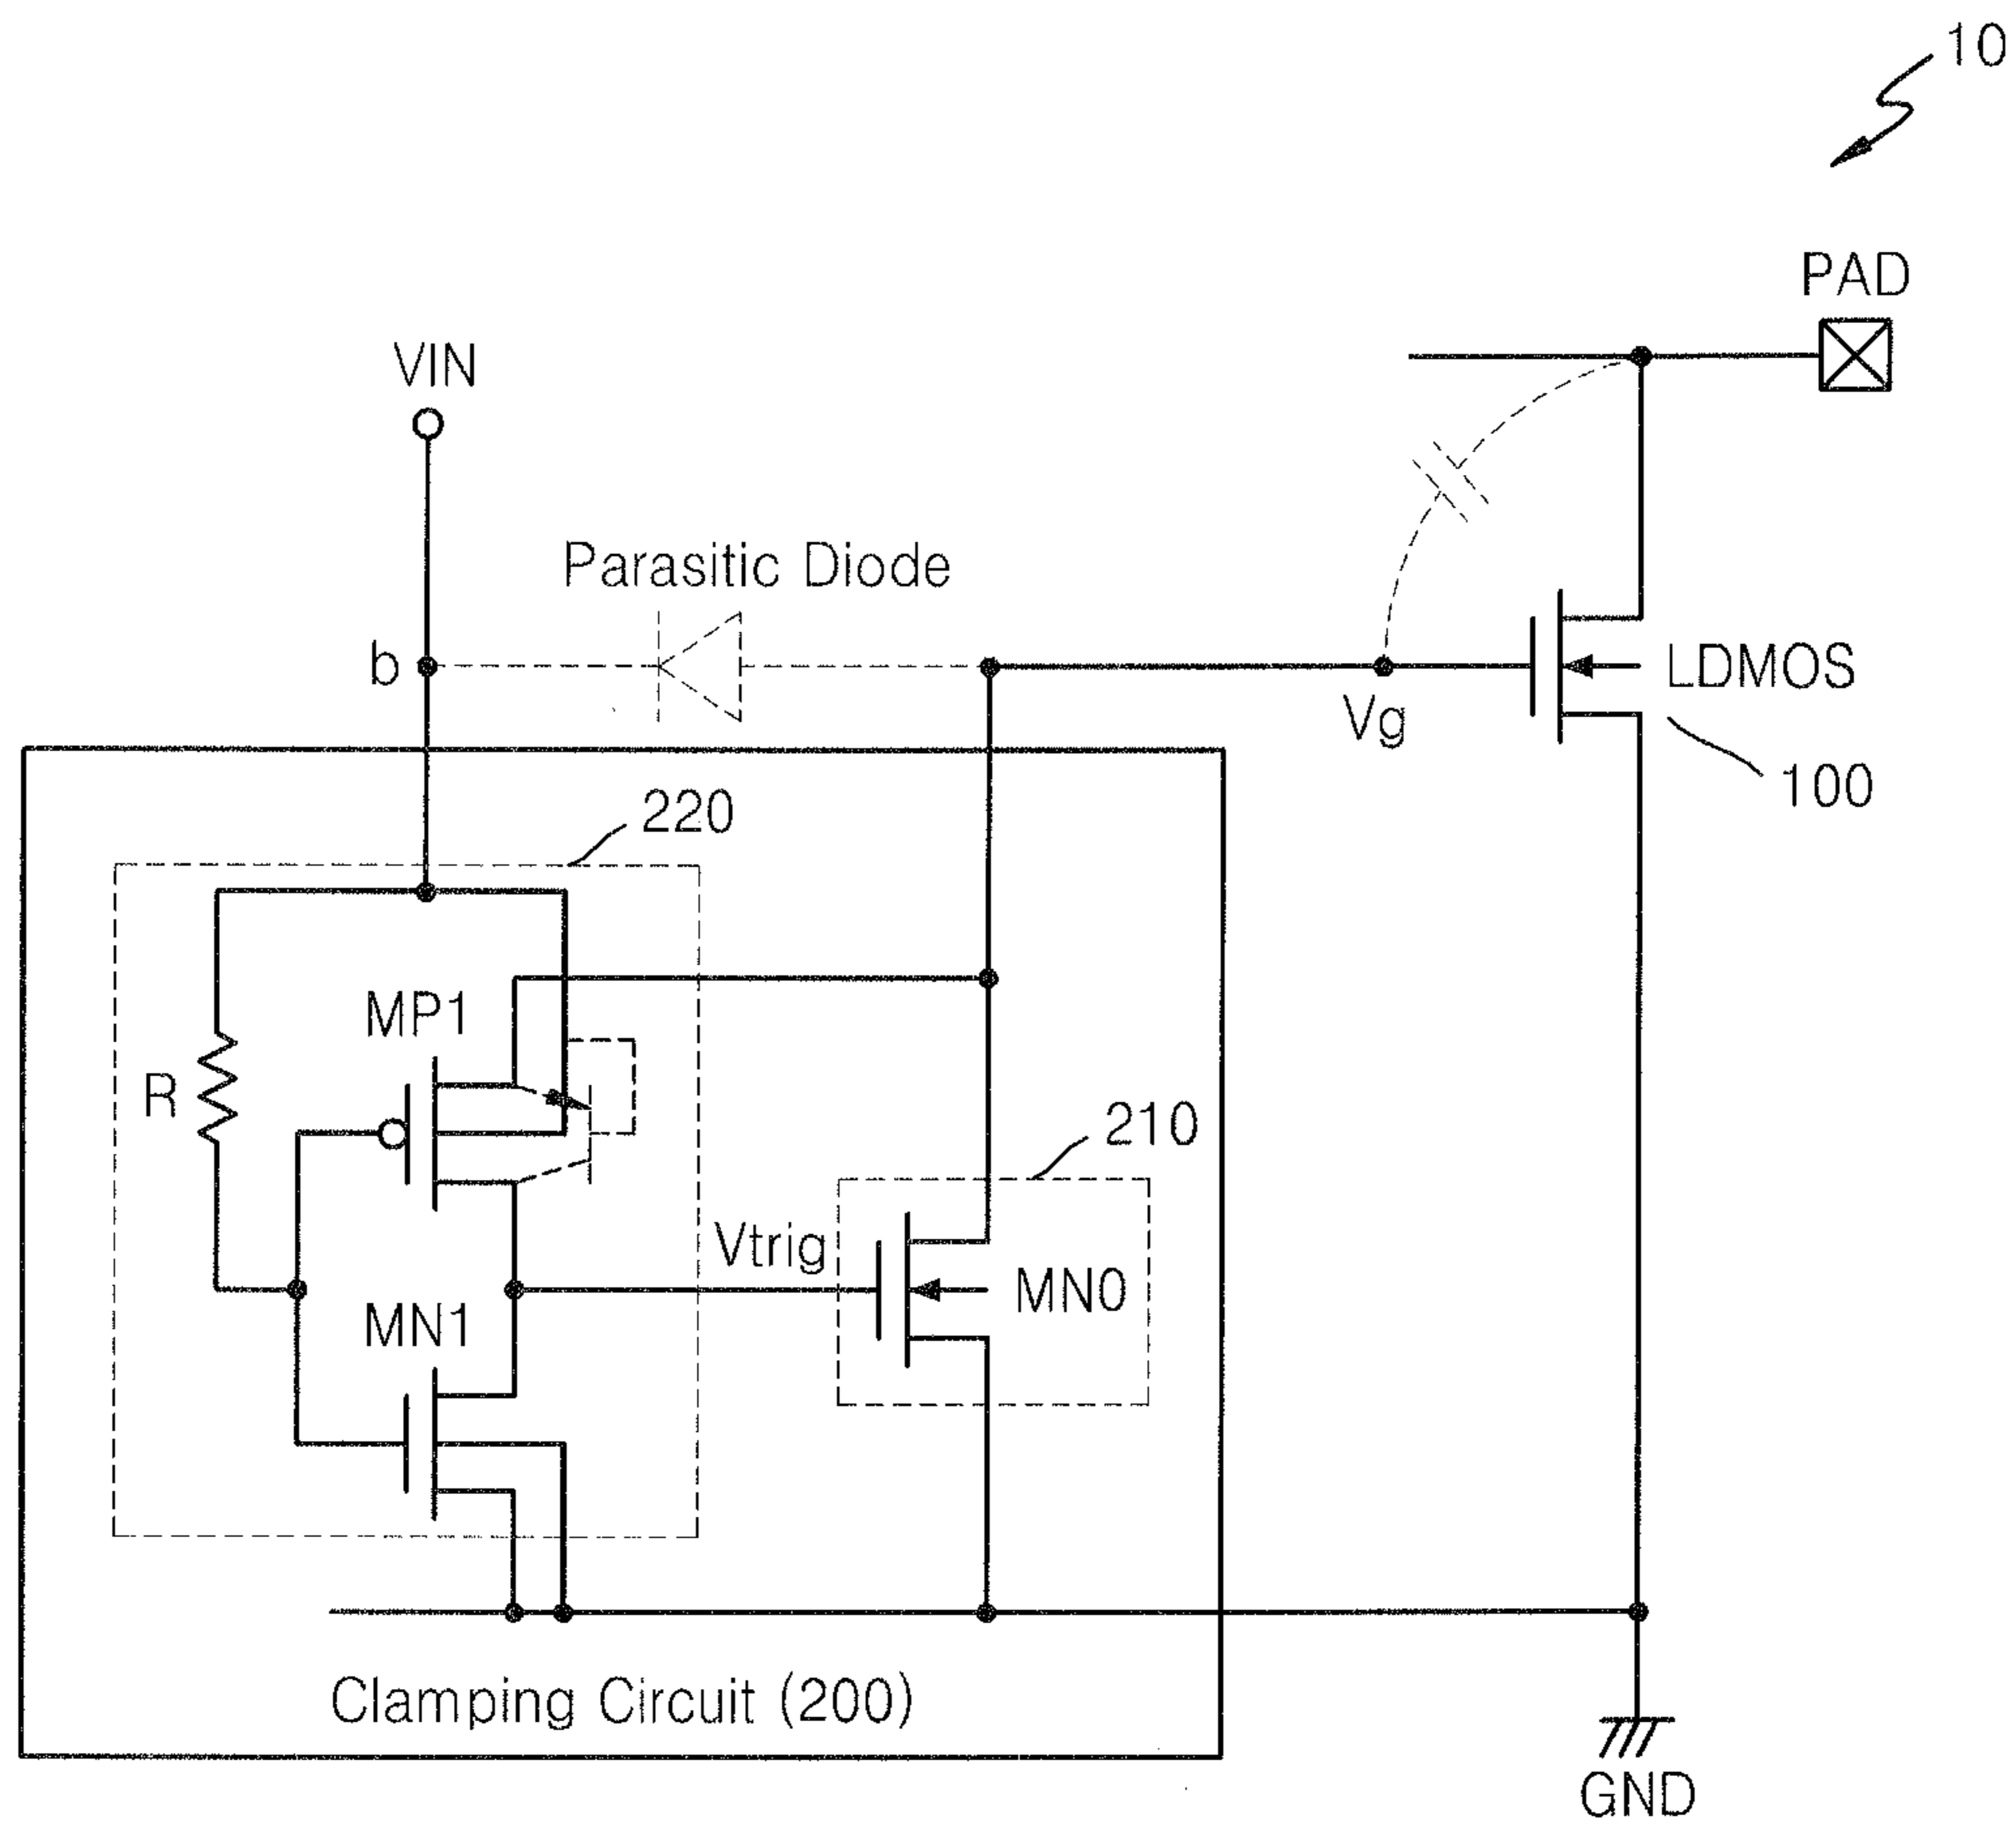 10
PAD
VIN
Parasitic Diode
b
LDMOS
Vg
100
220
MP1
R
210
Vtrig
MN0
MN1
Clamping Circuit (200)
GND